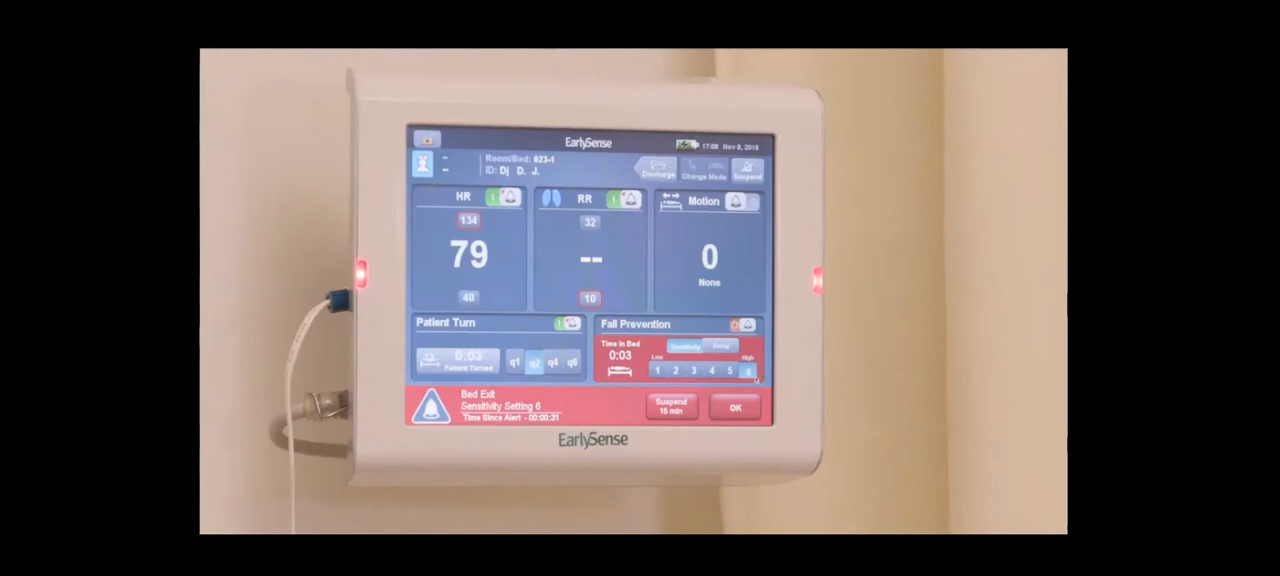 EarlySense
17:08 Nov 8, 2018
--
--
Room/Bed: 023-1
ID: Dj D. J.
Discharge
Change Mode
Suspend
HR
134
79
40
RR
32
--
10
Motion
0
None
Patient Turn
0:03
Patient Turned
q1 q2 q4 q6
Fall Prevention
Time in Bed
0:03
Sensitivity Delay
Low High
1 2 3 4 5 6
Bed Exit
Sensitivity Setting 6
Time Since Alert - 00:00:31
Suspend
15 min
OK
EarlySense